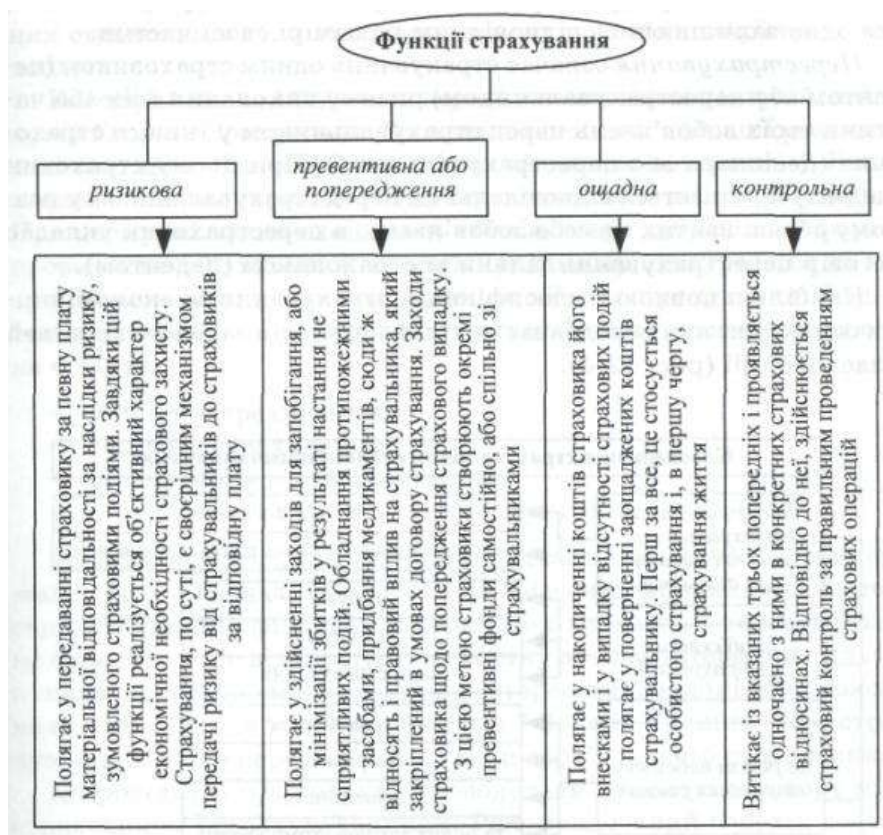 Функції страхування
ризикова
превентивна або
попередження
ощадна
контрольна
Полягає у передаванні страховику за певну плату
матеріальної відповідальності за наслідки ризику,
зумовленого страховими подіями. Завдяки цій
функції реалізується об'єктивний характер
економічної необхідності страхового захисту.
Страхування, по суті, є своєрідним механізмом
передачі ризику від страхувальників до страховиків
за відповідну плату
Полягає у здійсненні заходів для запобігання, або
мінімізації збитків у результаті настання не
сприятливих подій. Обладнання протипожежними
засобами, придбання медикаментів, сюди ж
відносять і правовий вплив на страхувальника, який
закріплений в умовах договору страхування. Заходи
страховика щодо попередження страхового випадку.
З цією метою страховики створюють окремі
превентивні фонди самостійно, або спільно зі
страхувальниками
Полягає у накопиченні коштів страховика його
внесками у випадку відсутності страхових подій
полягає у поверненні заощаджених коштів
страхувальнику. Перш за все, це стосується
особистого страхування і, в першу чергу,
страхування життя
Витікає із вказаних трьох попередніх і проявляється
одночасно з ними в конкретних страхових
відносинах. Відповідно до неї, здійснюється
страховий контроль за правильним проведенням
страхових операцій